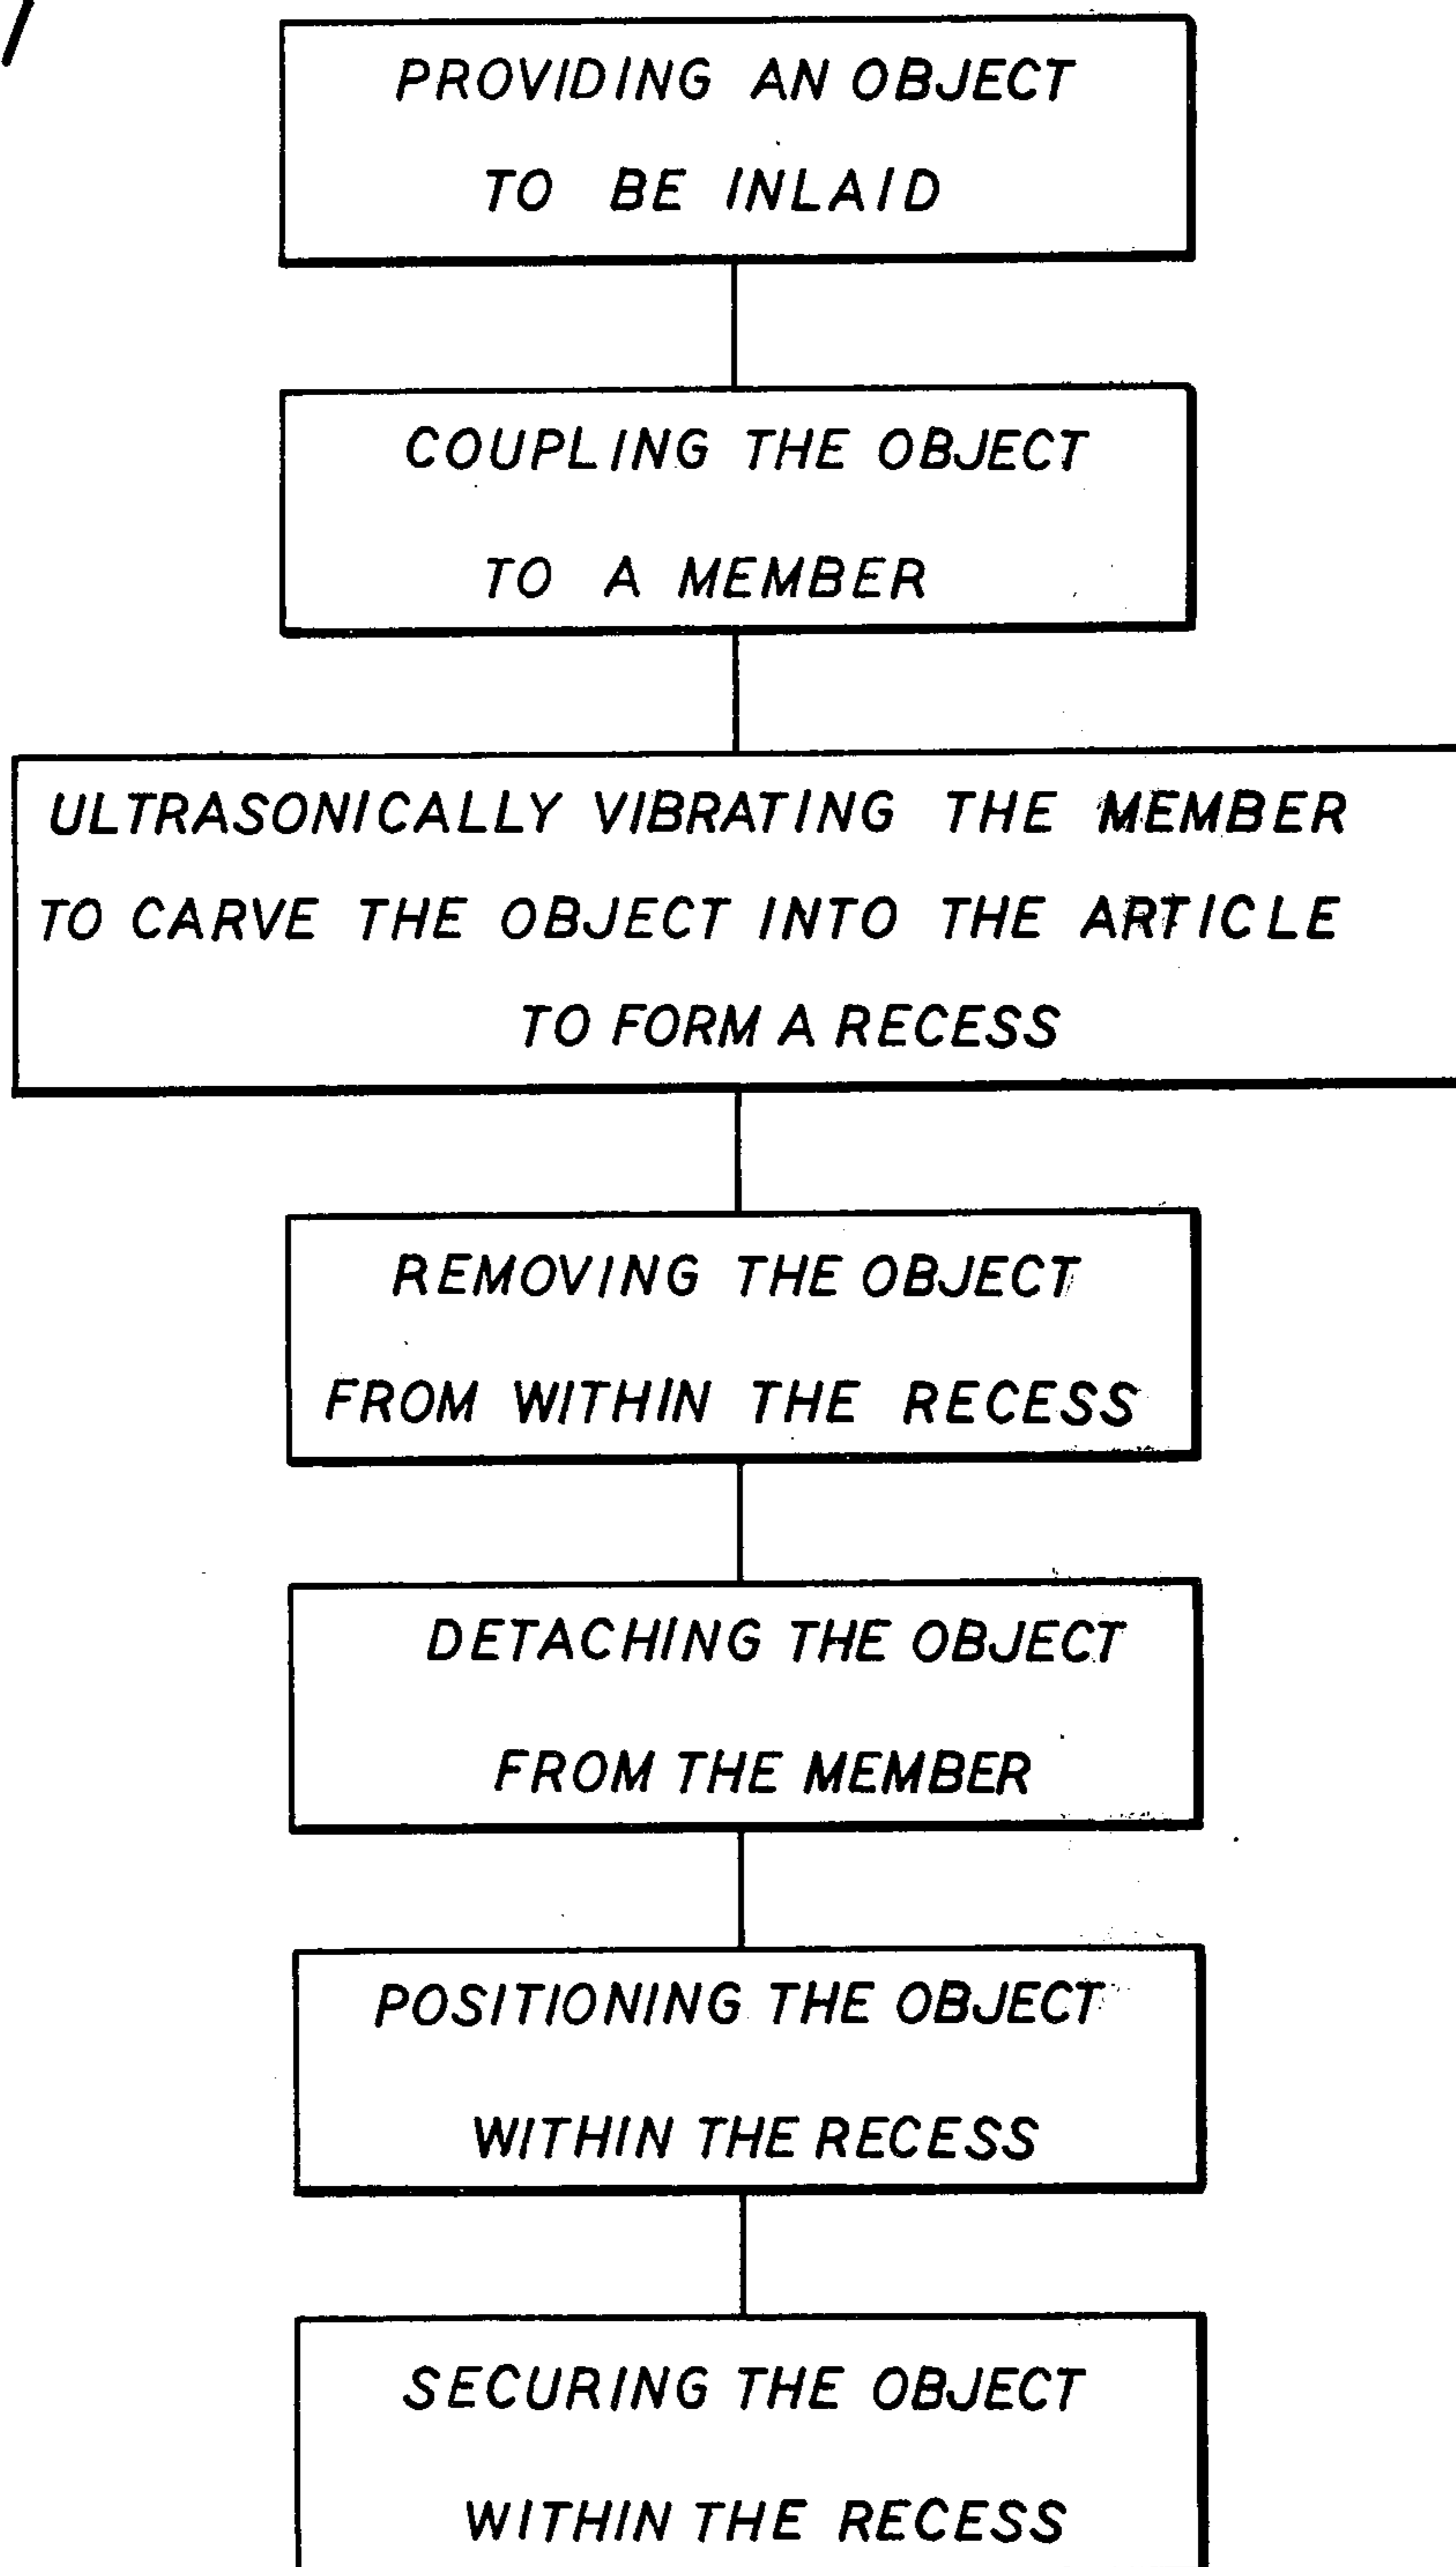 PROVIDING AN OBJECT
TO BE INLAID
COUPLING THE OBJECT
TO A MEMBER
ULTRASONICALLY VIBRATING THE MEMBER
TO CARVE THE OBJECT INTO THE ARTICLE
TO FORM A RECESS
REMOVING THE OBJECT
FROM WITHIN THE RECESS
DETACHING THE OBJECT
FROM THE MEMBER
POSITIONING THE OBJECT
WITHIN THE RECESS
SECURING THE OBJECT
WITHIN THE RECESS